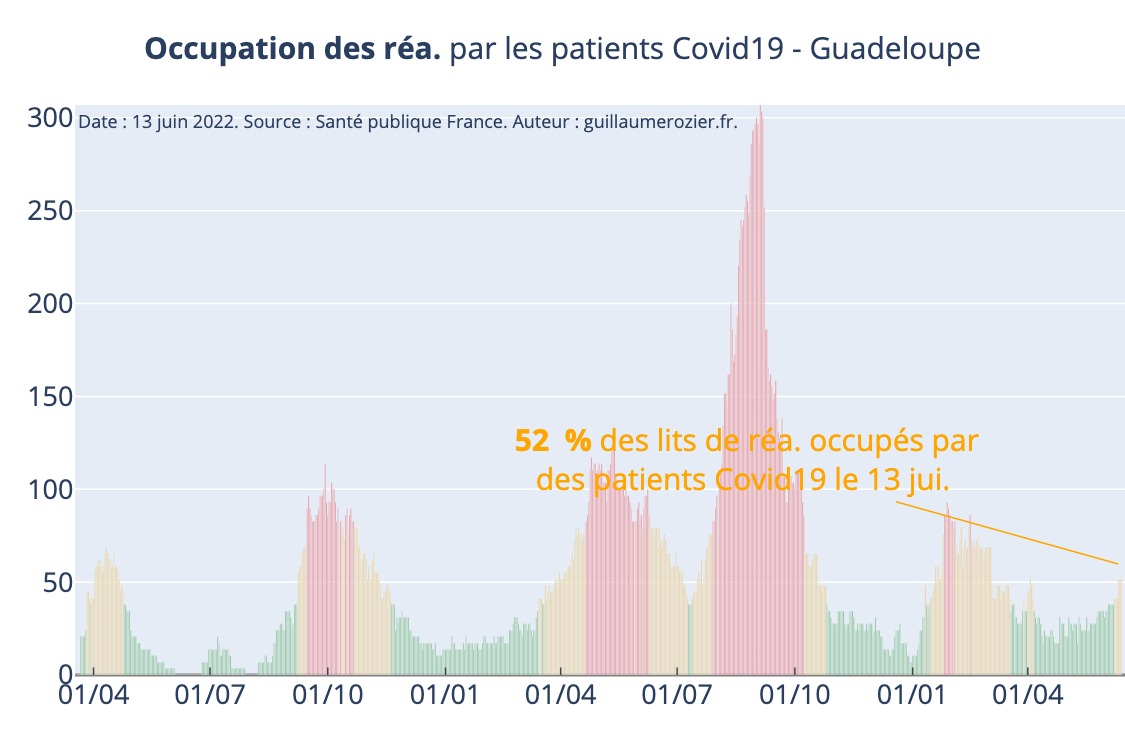 Occupation des réa. par les patients Covid19 - Guadeloupe
300
Date : 13 juin 2022. Source : Santé publique France. Auteur : guillaumerozier.fr.
250
200
150
52 % des lits de réa. occupés par
des patients Covid19 le 13 jui.
100
50
0
01/04 01/07 01/10 01/01 01/04 01/07 01/10 01/01 01/04